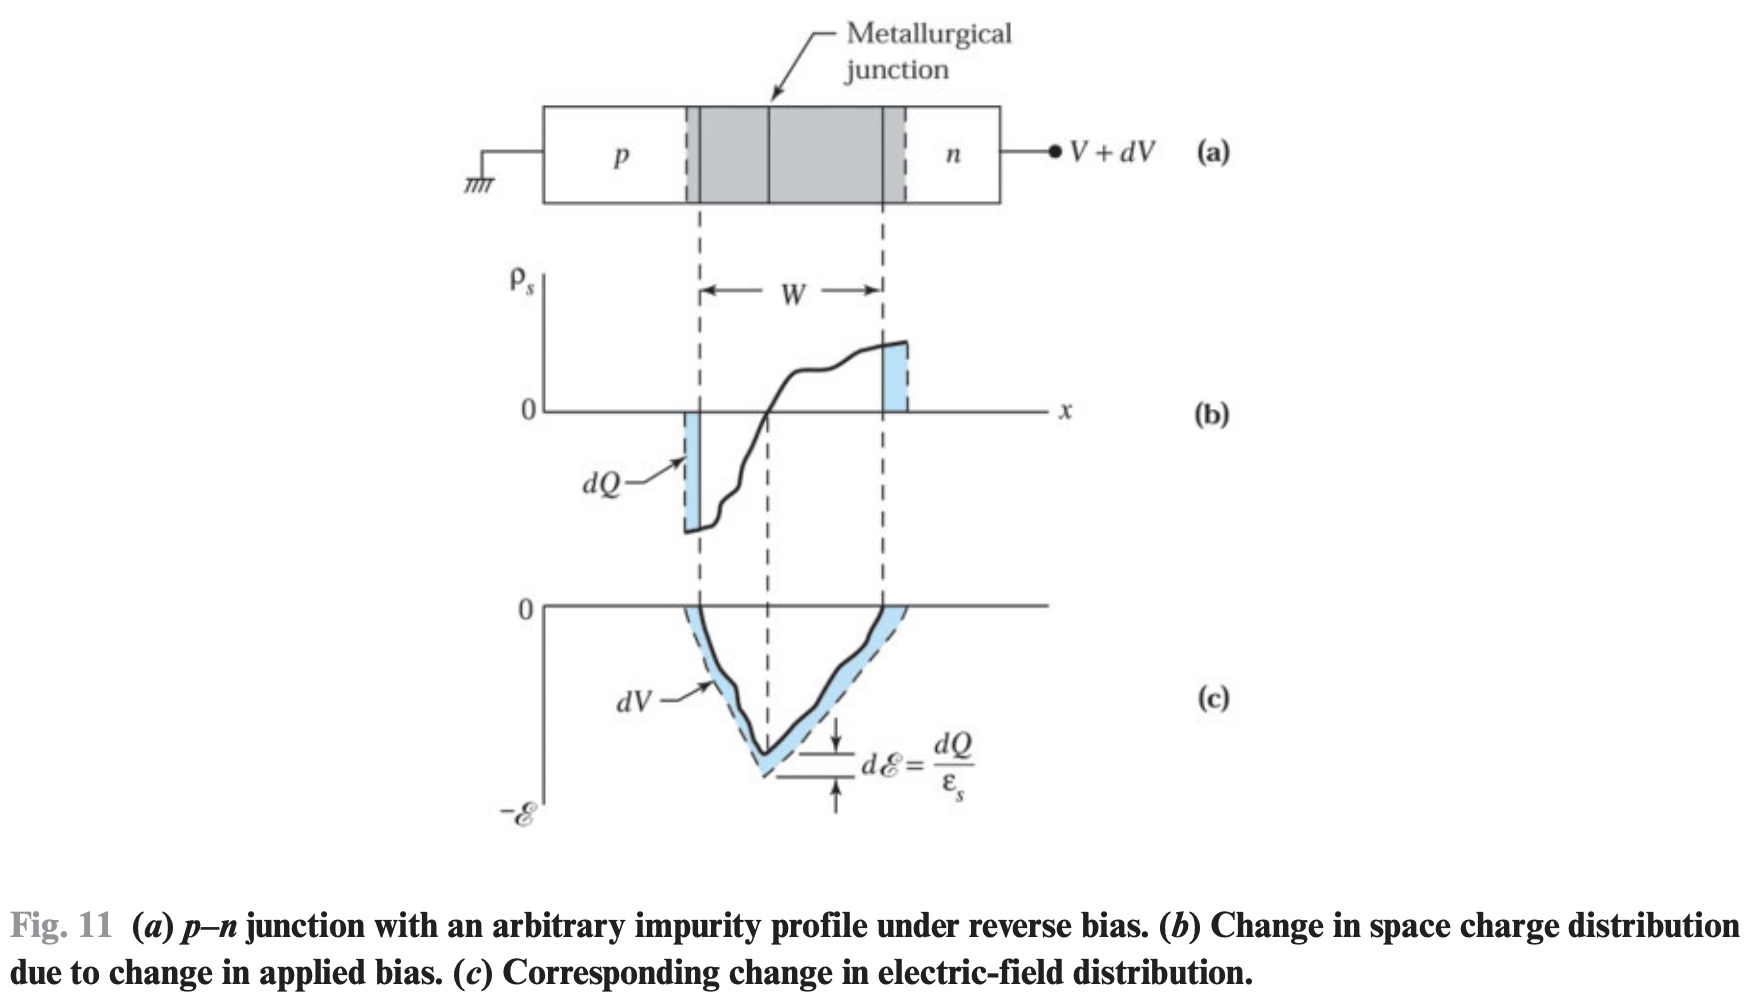 Metallurgical
junction
p
n
V + dV
(a)
ρs
W
0
x
(b)
dQ
0
dV
(c)
dℰ = dQ/εs
−ℰ
Fig. 11 (a) p–n junction with an arbitrary impurity profile under reverse bias. (b) Change in space charge distribution
due to change in applied bias. (c) Corresponding change in electric-field distribution.